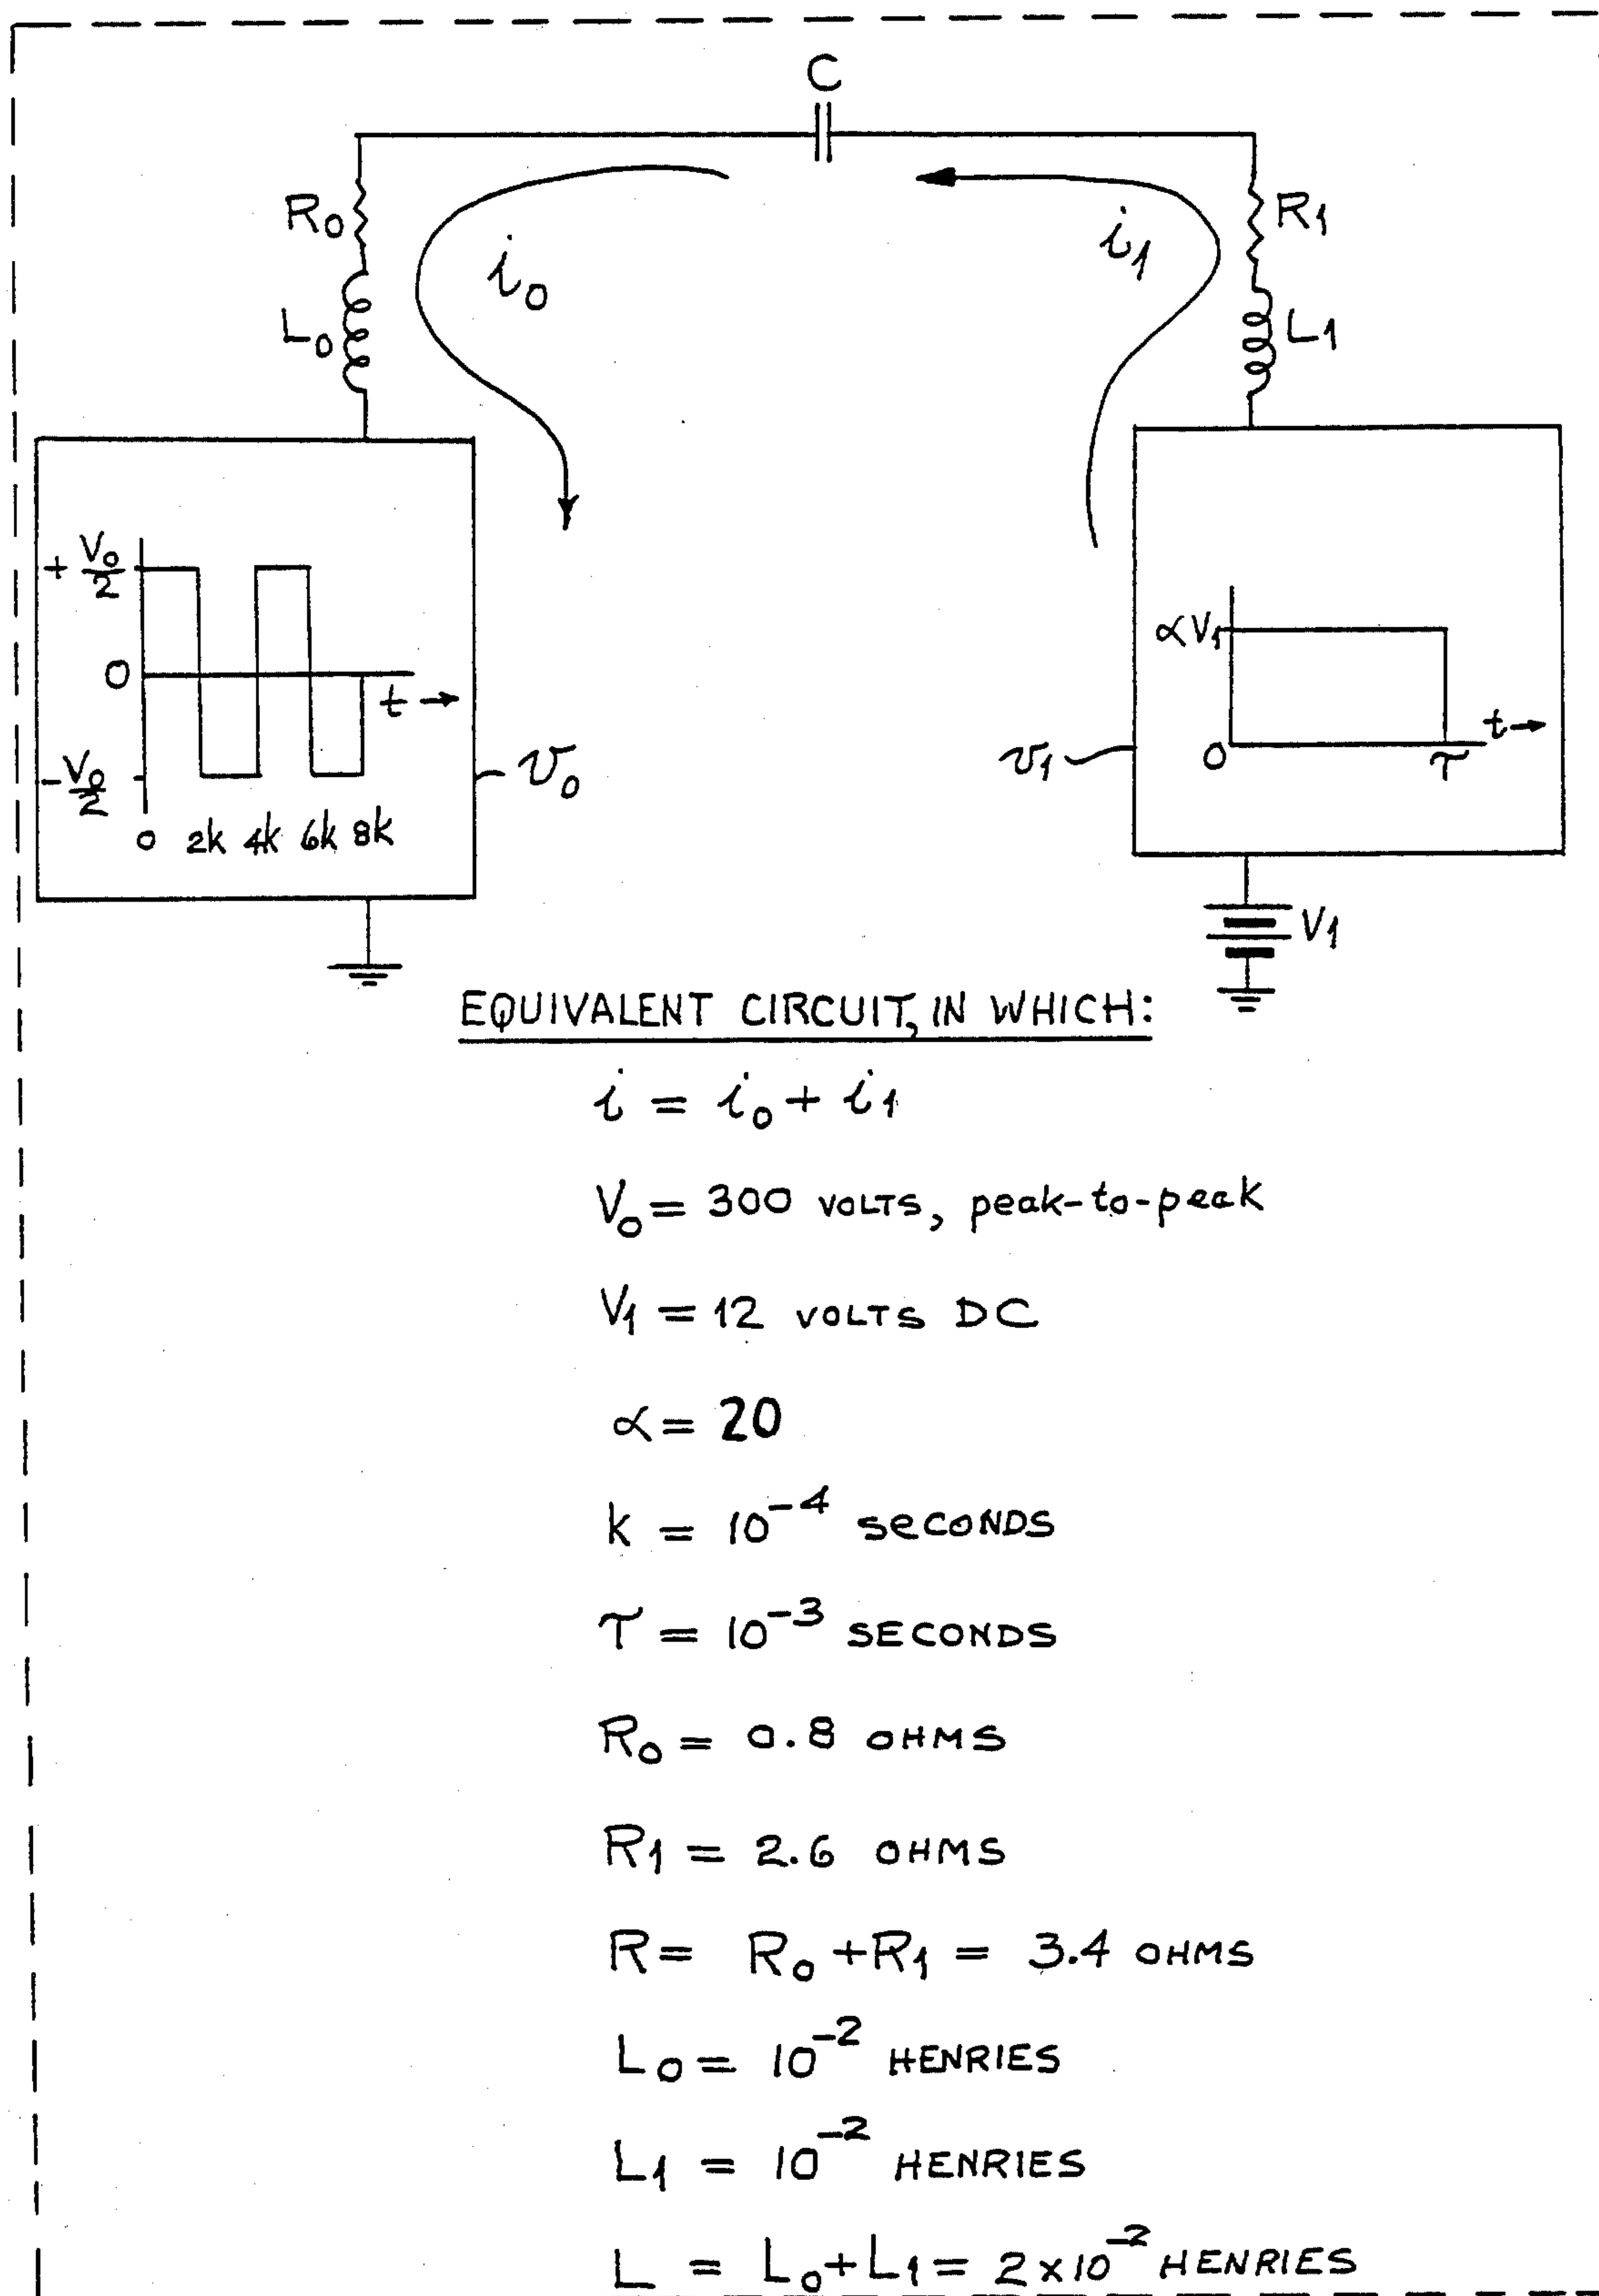 C
R₀
i₀
i₁
R₁
L₀
L₁
+ V₀/2
0
t →
-V₀/2
0 2k 4k 6k 8k
v₀
αV₁
0
t →
τ
v₁
V₁
EQUIVALENT CIRCUIT, IN WHICH:
i = i₀ + i₁
V₀ = 300 VOLTS, peak-to-peak
V₁ = 12 VOLTS DC
α = 20
k = 10⁻⁴ SeCONDS
τ = 10⁻³ SECONDS
R₀ = 0.8 OHMS
R₁ = 2.6 OHMS
R = R₀ + R₁ = 3.4 OHMS
L₀ = 10⁻² HENRIES
L₁ = 10⁻² HENRIES
L = L₀ + L₁ = 2 x 10⁻² HENRIES